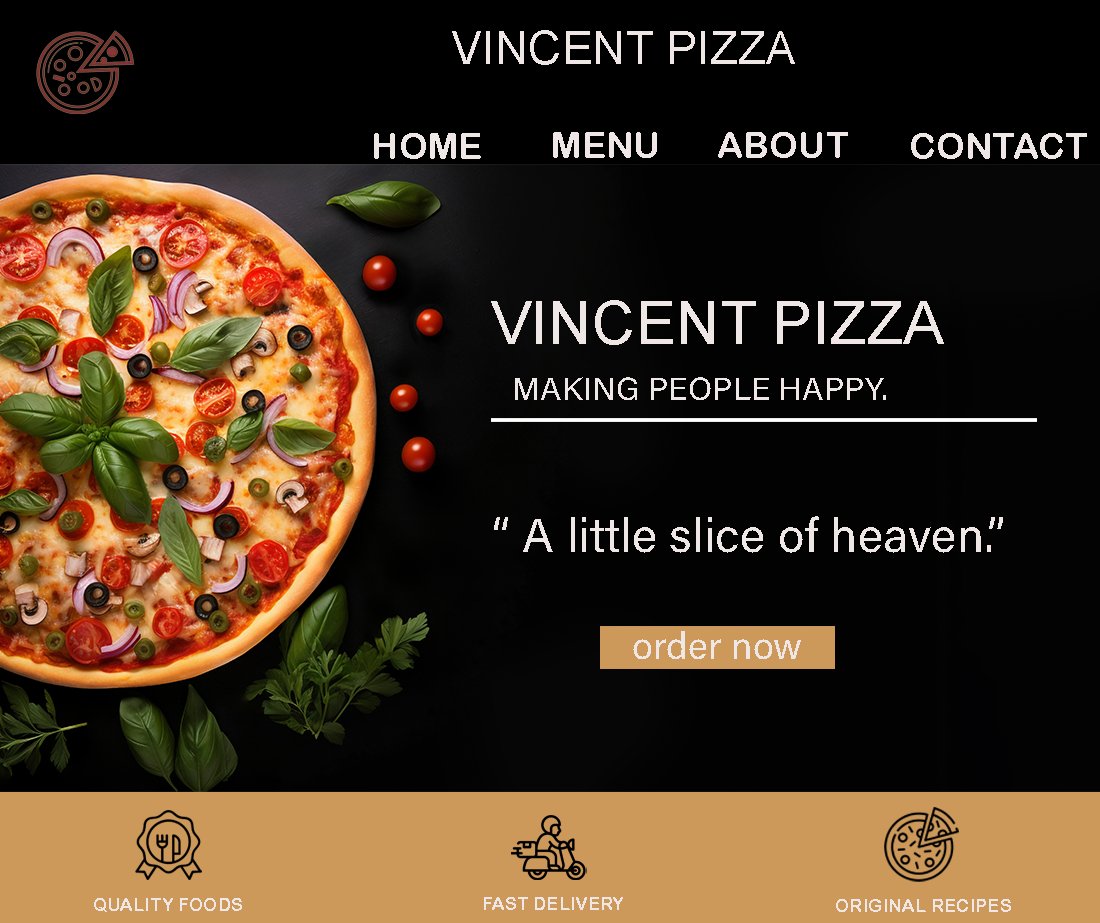 VINCENT PIZZA
HOME MENU ABOUT CONTACT
VINCENT PIZZA
MAKING PEOPLE HAPPY.
“ A little slice of heaven.”
order now
QUALITY FOODS FAST DELIVERY ORIGINAL RECIPES